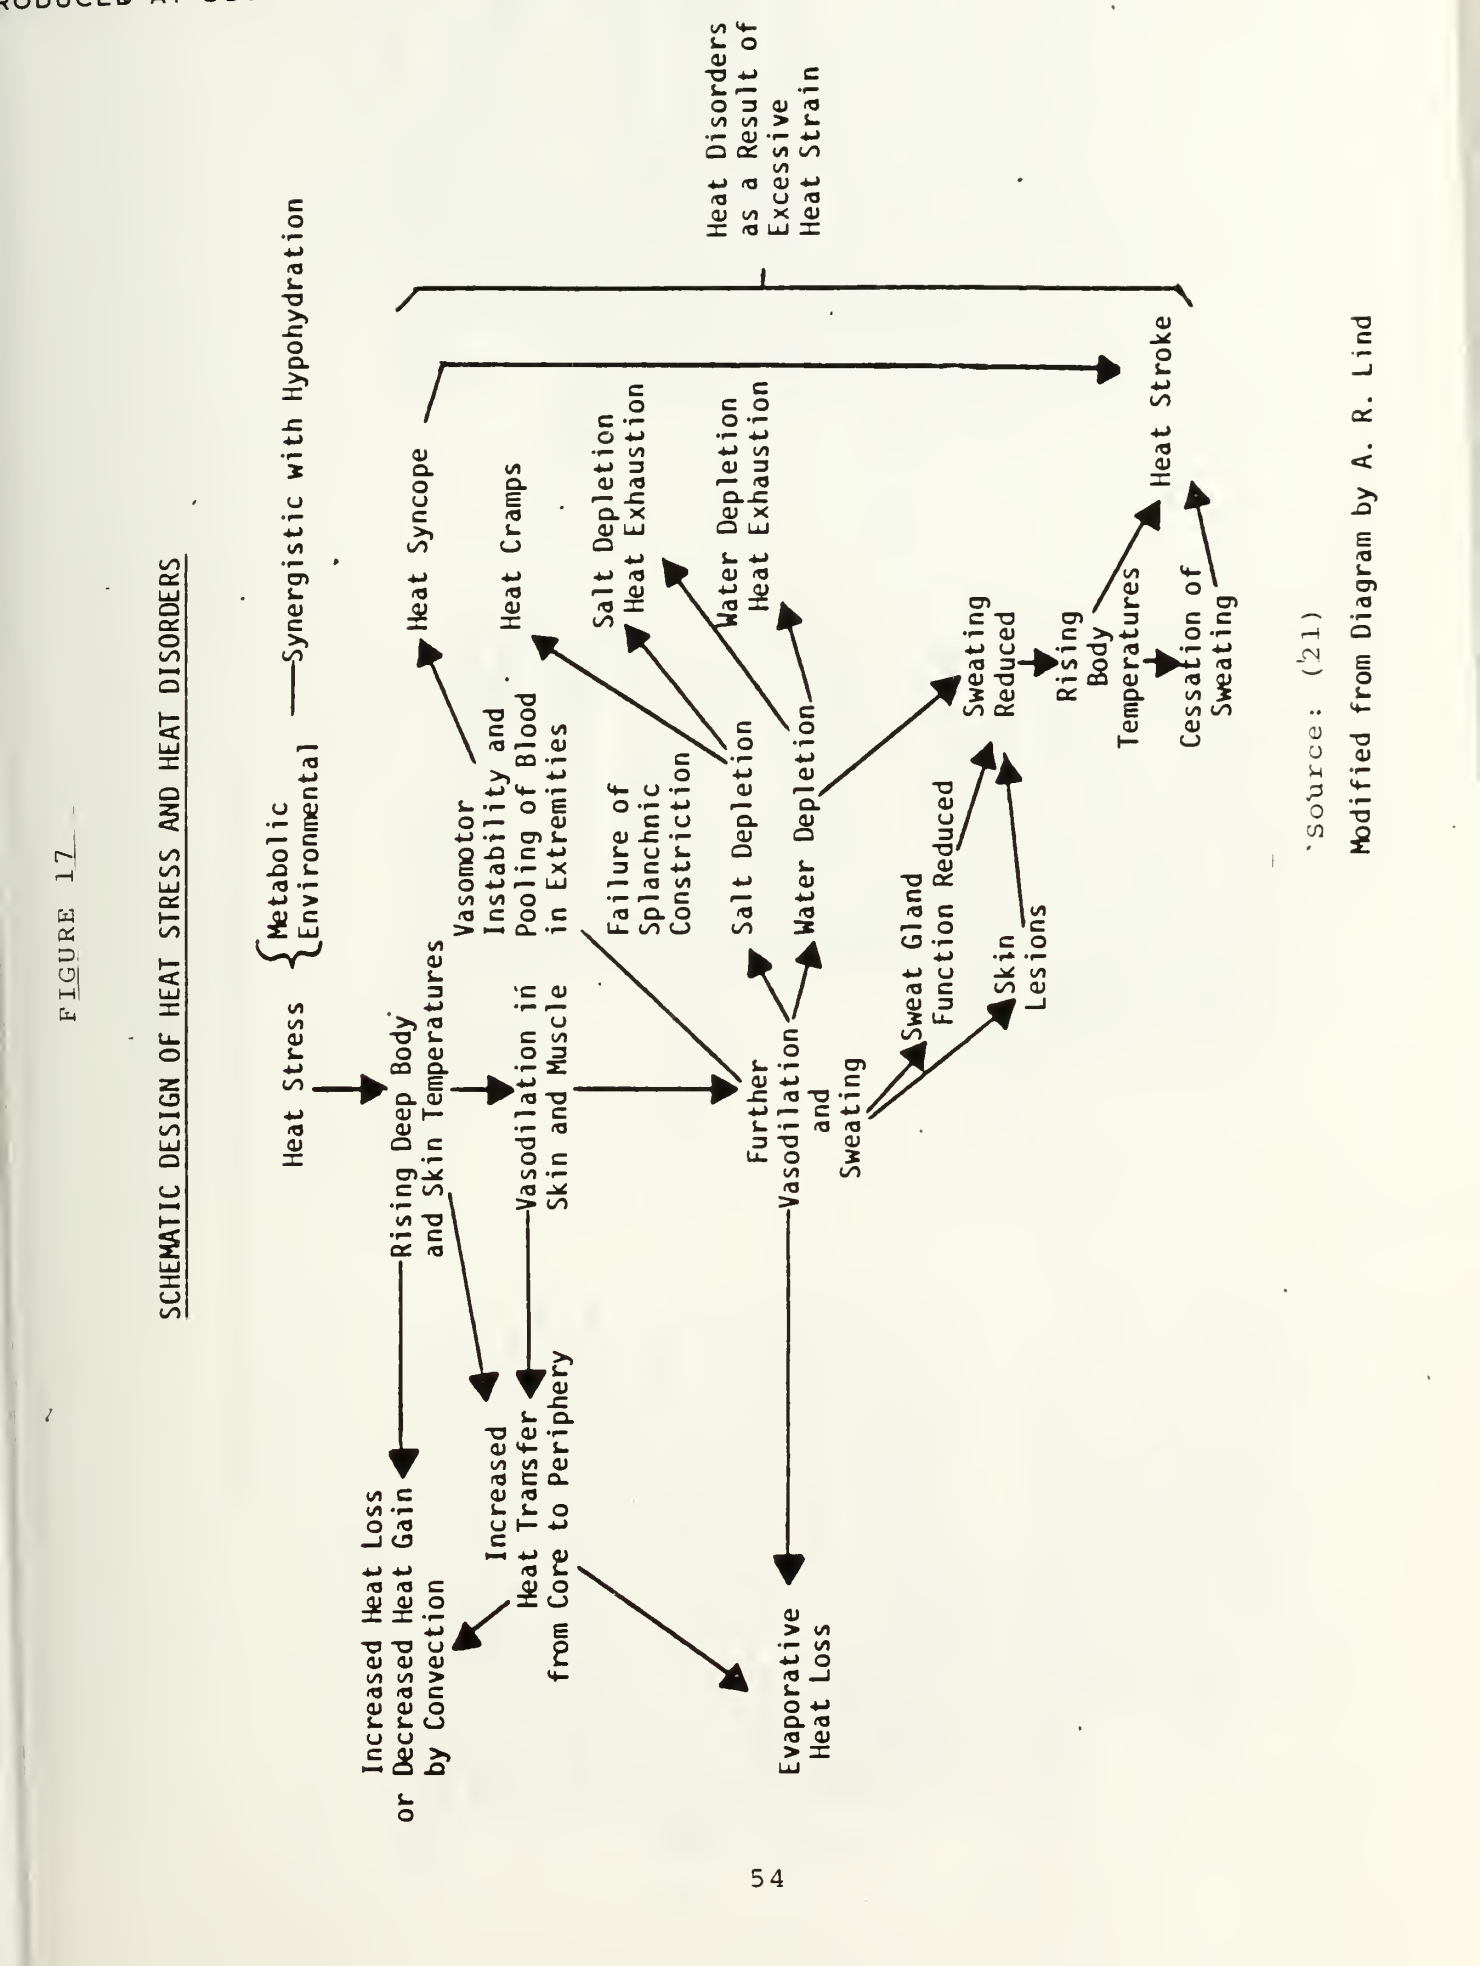 FIGURE 17
SCHEMATIC DESIGN OF HEAT STRESS AND HEAT DISORDERS
Heat Stress
Metabolic
Environmental
Synergistic with Hypohydration
Increased Heat Loss
or Decreased Heat Gain
by Convection
Rising Deep Body
and Skin Temperatures
Increased
Heat Transfer
from Core to Periphery
Vasodilation in
Skin and Muscle
Vasomotor
Instability and
Pooling of Blood
in Extremities
Heat Syncope
Heat Cramps
Failure of
Splanchnic
Constriction
Salt Depletion
Heat Exhaustion
Water Depletion
Heat Exhaustion
Heat Disorders
as a Result of
Excessive
Heat Strain
Salt Depletion
Water Depletion
Evaporative
Heat Loss
Further
Vasodilation
and
Sweating
Sweat Gland
Function Reduced
Skin
Lesions
Sweating
Reduced
Rising
Body
Temperatures
Cessation of
Sweating
Heat Stroke
Source: (21)
Modified from Diagram by A. R. Lind
54